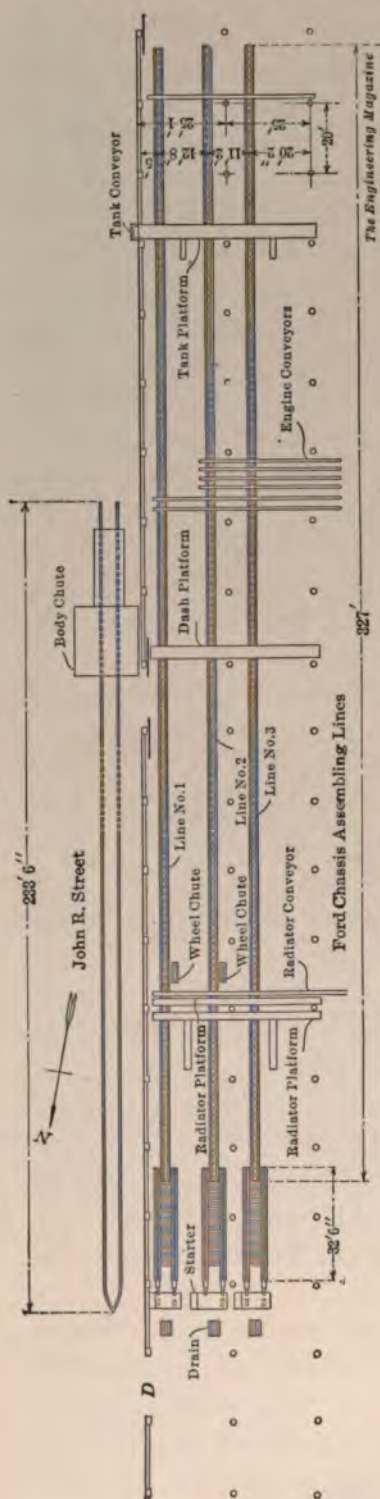 233' 6"
John R. Street
N
Body Chute
Tank Conveyor
Line No.1
Wheel Chute
Dash Platform
Tank Platform
Line No.2
Wheel Chute
Line No.3
Engine Conveyors
Radiator Platform
Radiator Conveyor
Radiator Platform
Starter
Drain
D
32' 6"
327'
20'
Ford Chassis Assembling Lines
The Engineering Magazine